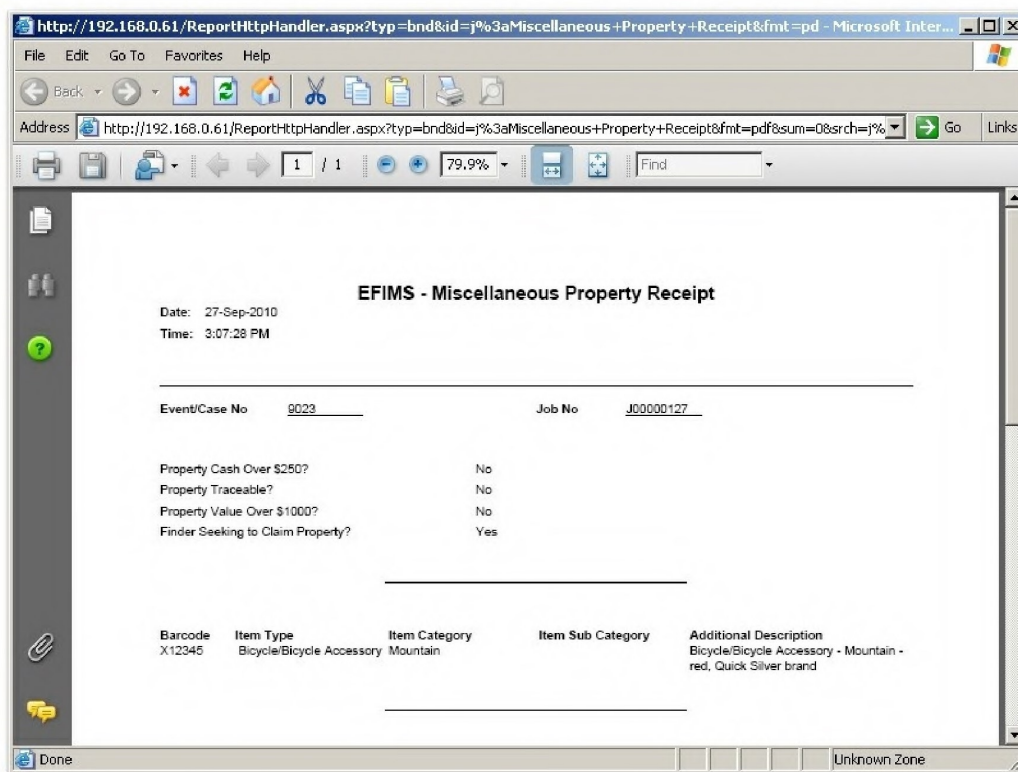 http://192.168.0.61/ReportHttpHandler.aspx?typ=bnd&id=j%3aMiscellaneous+Property+Receipt&fmt=pd - Microsoft Inter...
File Edit Go To Favorites Help
Back
Address http://192.168.0.61/ReportHttpHandler.aspx?typ=bnd&id=j%3aMiscellaneous+Property+Receipt&fmt=pdf&sum=0&srch=j% Go Links
1 / 1 79.9% Find
EFIMS - Miscellaneous Property Receipt
Date: 27-Sep-2010
Time: 3:07:28 PM
Event/Case No 9023 Job No J00000127
Property Cash Over $250? No
Property Traceable? No
Property Value Over $1000? No
Finder Seeking to Claim Property? Yes
Barcode Item Type Item Category Item Sub Category Additional Description
X12345 Bicycle/Bicycle Accessory Mountain Bicycle/Bicycle Accessory - Mountain -
red, Quick Silver brand
Done Unknown Zone